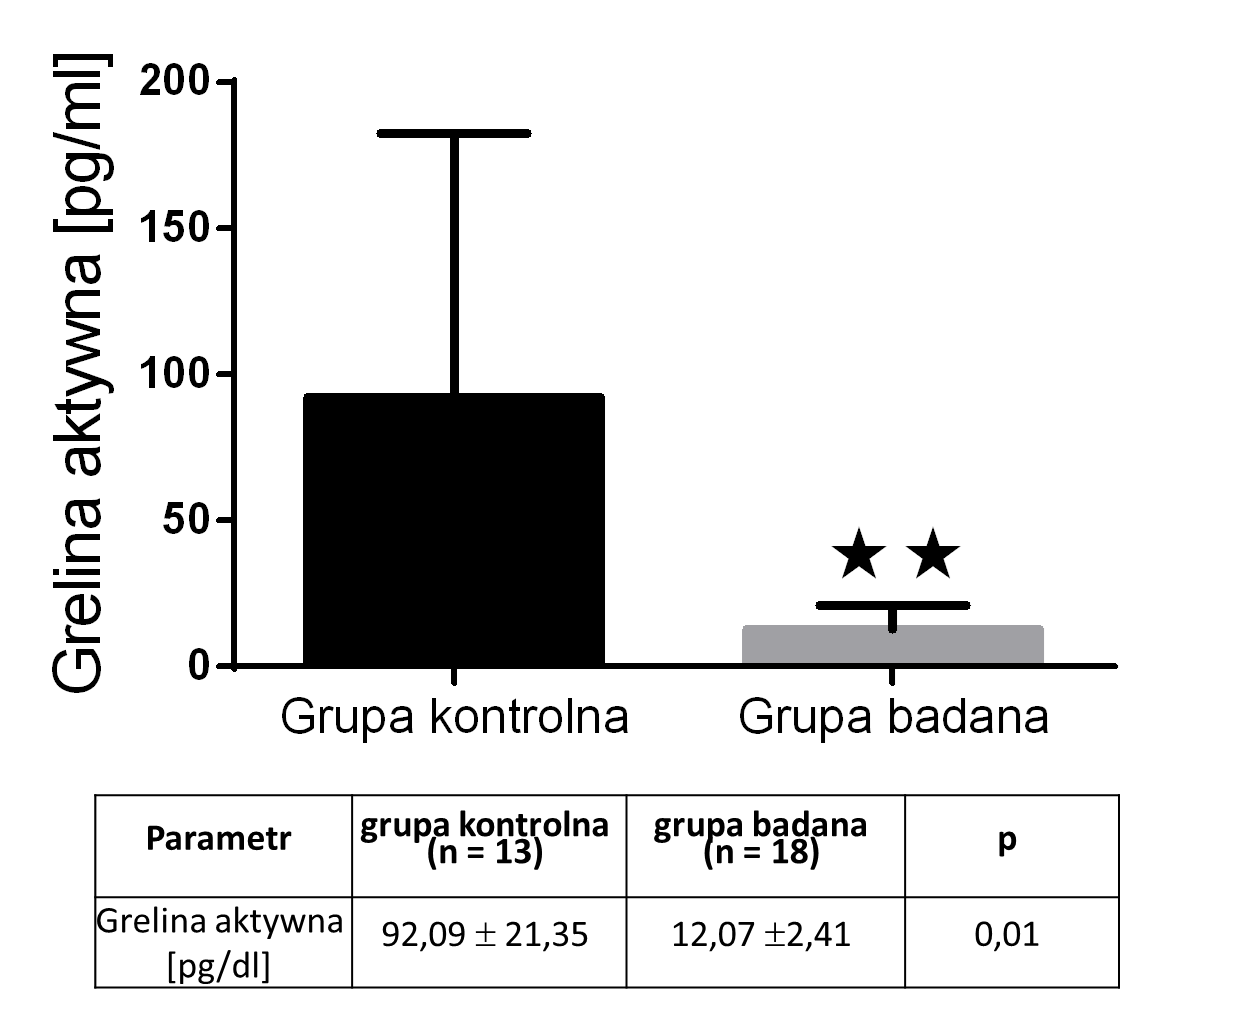 Grelina aktywna [pg/ml]
200
150
100
50
0
Grupa kontrolna
Grupa badana
Parametr
grupa kontrolna
(n = 13)
grupa badana
(n = 18)
p
Grelina aktywna
[pg/dl]
92,09 ± 21,35
12,07 ±2,41
0,01